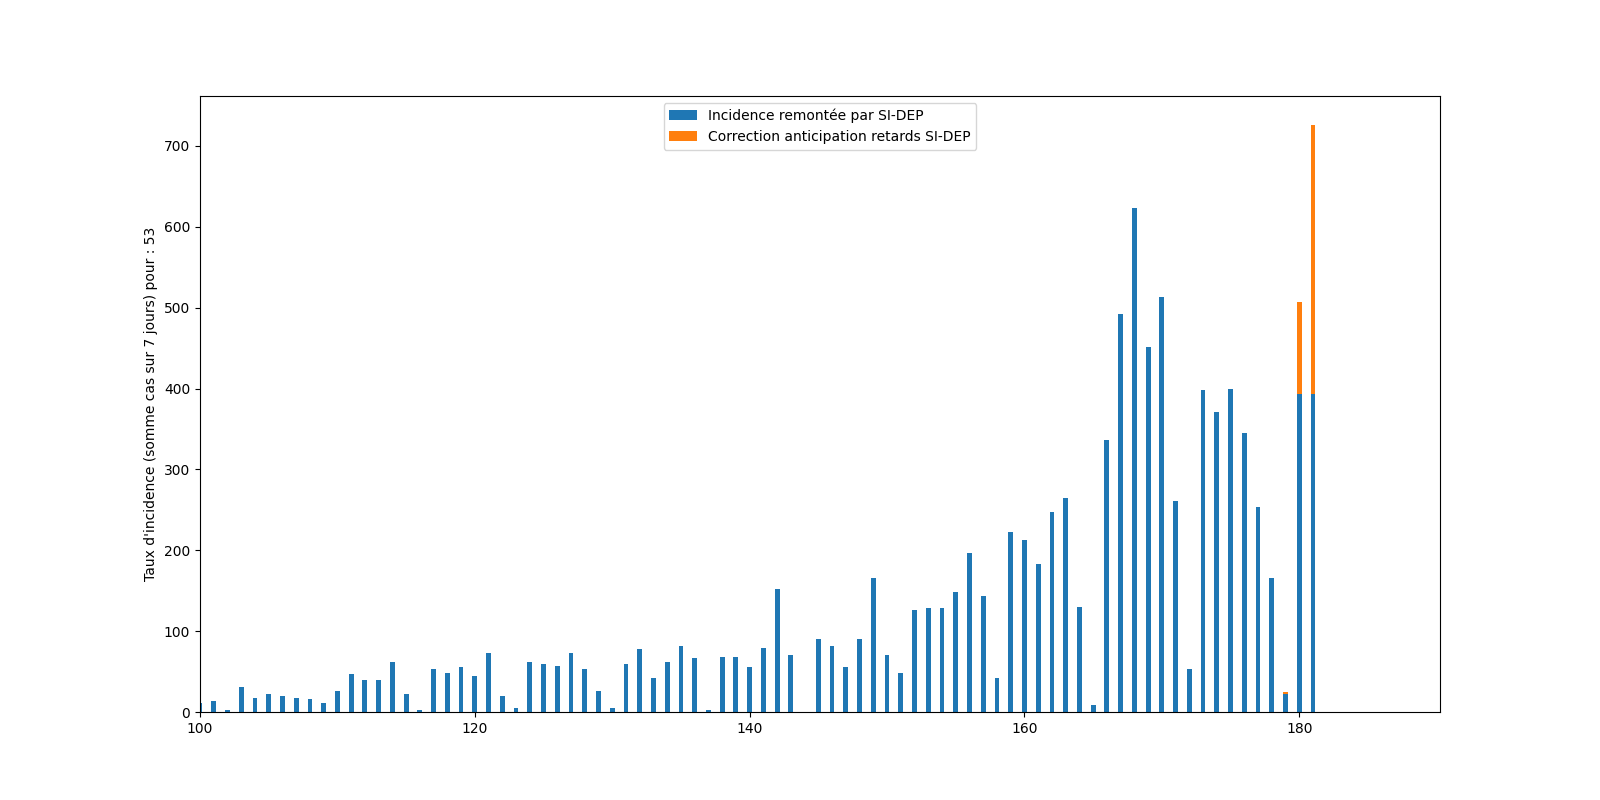 Incidence remontée par SI-DEP
Correction anticipation retards SI-DEP
Taux d'incidence (somme cas sur 7 jours) pour : 53
700
600
500
400
300
200
100
0
100 120 140 160 180